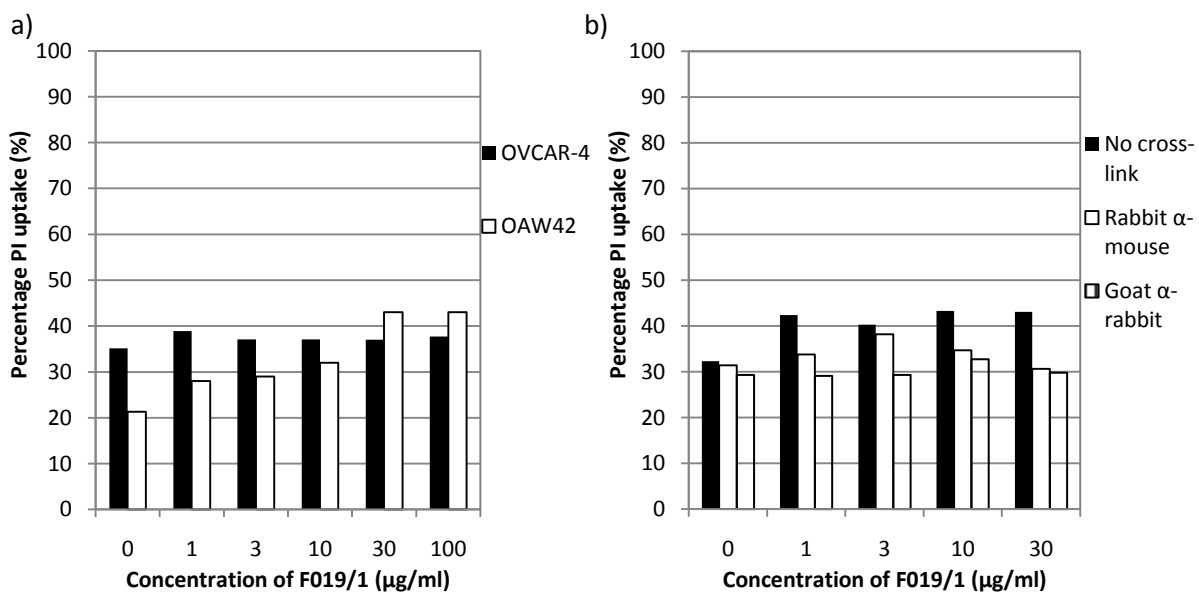 a)
Percentage PI uptake (%)
100
90
80
70
60
50
40
30
20
10
0
0 1 3 10 30 100
Concentration of F019/1 (µg/ml)
OVCAR-4
OAW42
b)
Percentage PI uptake (%)
100
90
80
70
60
50
40
30
20
10
0
0 1 3 10 30
Concentration of F019/1 (µg/ml)
No cross-
link
Rabbit α-
mouse
Goat α-
rabbit